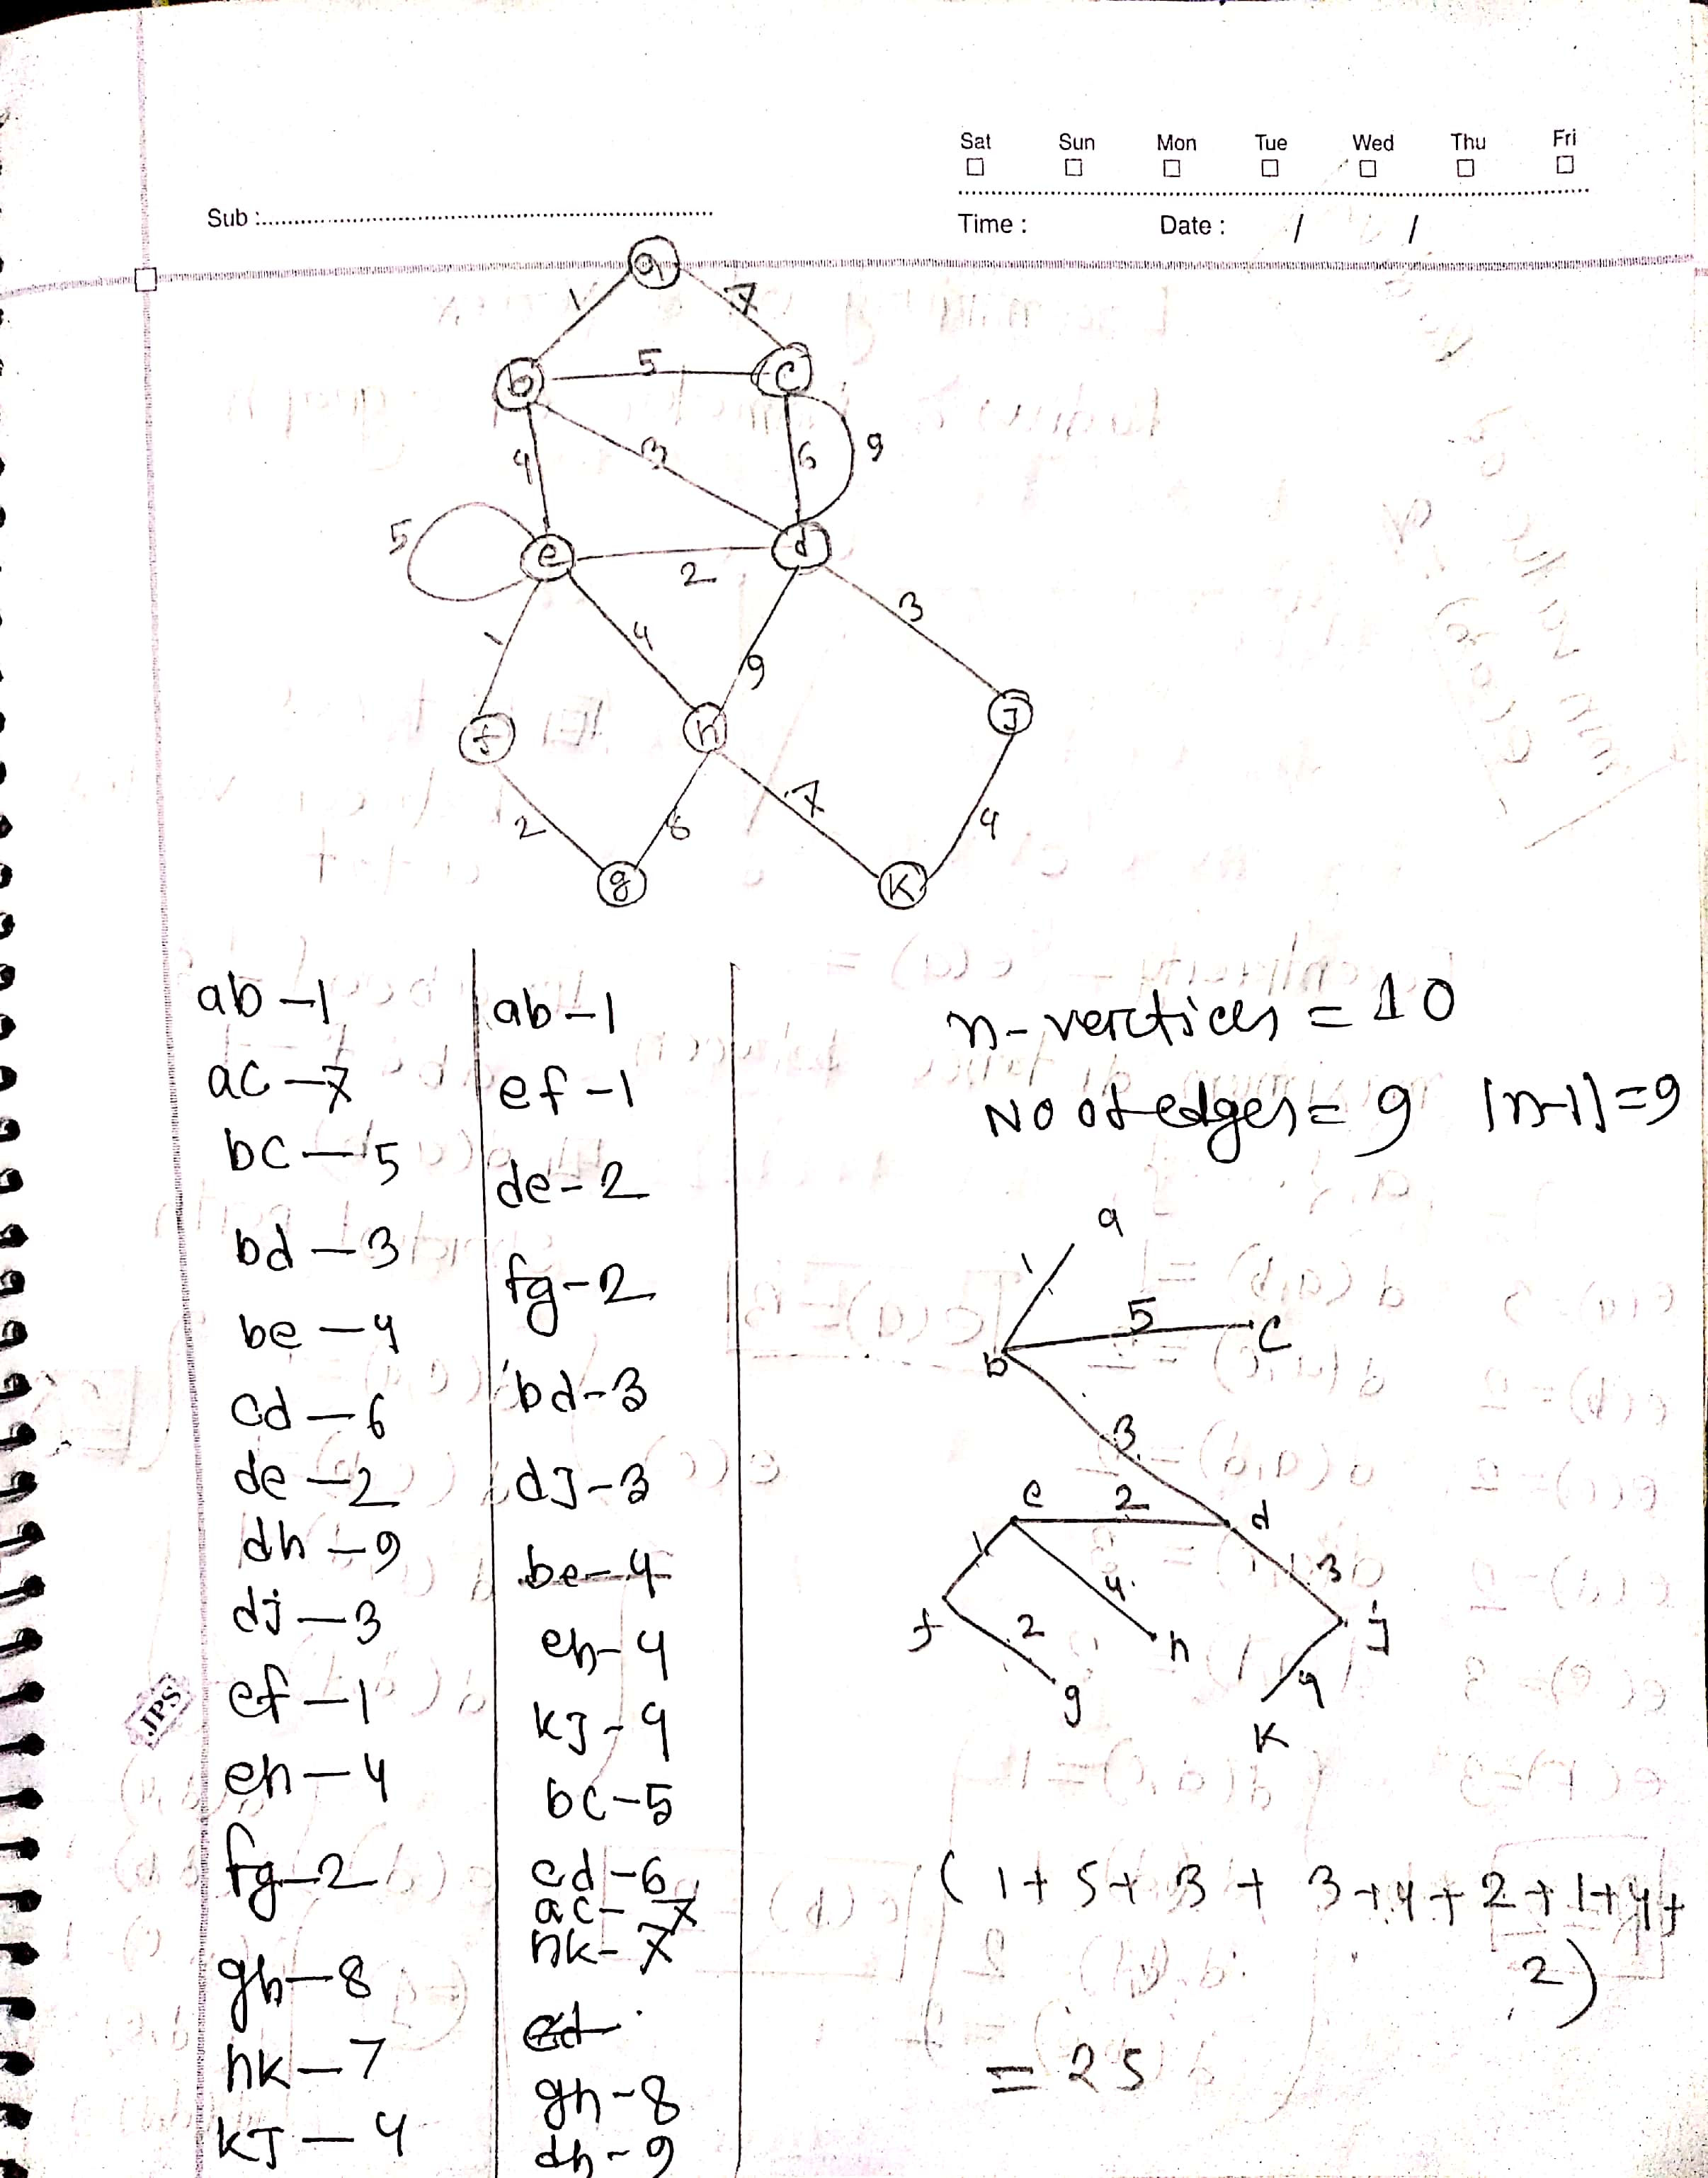 Sat Sun Mon Tue Wed Thu Fri
Sub :
Time : Date : / /
a
1 7
b 5 c
4 3 6 9
5 e 2 d
3
1 4 9
f h J
2 8 7 4
g K
ab - 1
ac - 7
bc - 5
bd - 3
be - 4
cd - 6
de - 2
dh - 9
dj - 3
ef - 1
eh - 4
fg - 2
gh - 8
hk - 7
KJ - 4
ab - 1
ef - 1
de - 2
fg - 2
bd - 3
dJ - 3
be - 4
eh - 4
KJ - 4
bc - 5
cd - 6
ac - 7
hk - 7
cd
gh - 8
dh - 9
n - verctices = 10
No of edges = 9 |n-1| = 9
a
1
5
b c
3
e 2 d
1 4 3
f 2 h j
g 4
K
( 1 + 5 + 3 + 3 + 4 + 2 + 1 + 4 +
2 )
= 25
JPS